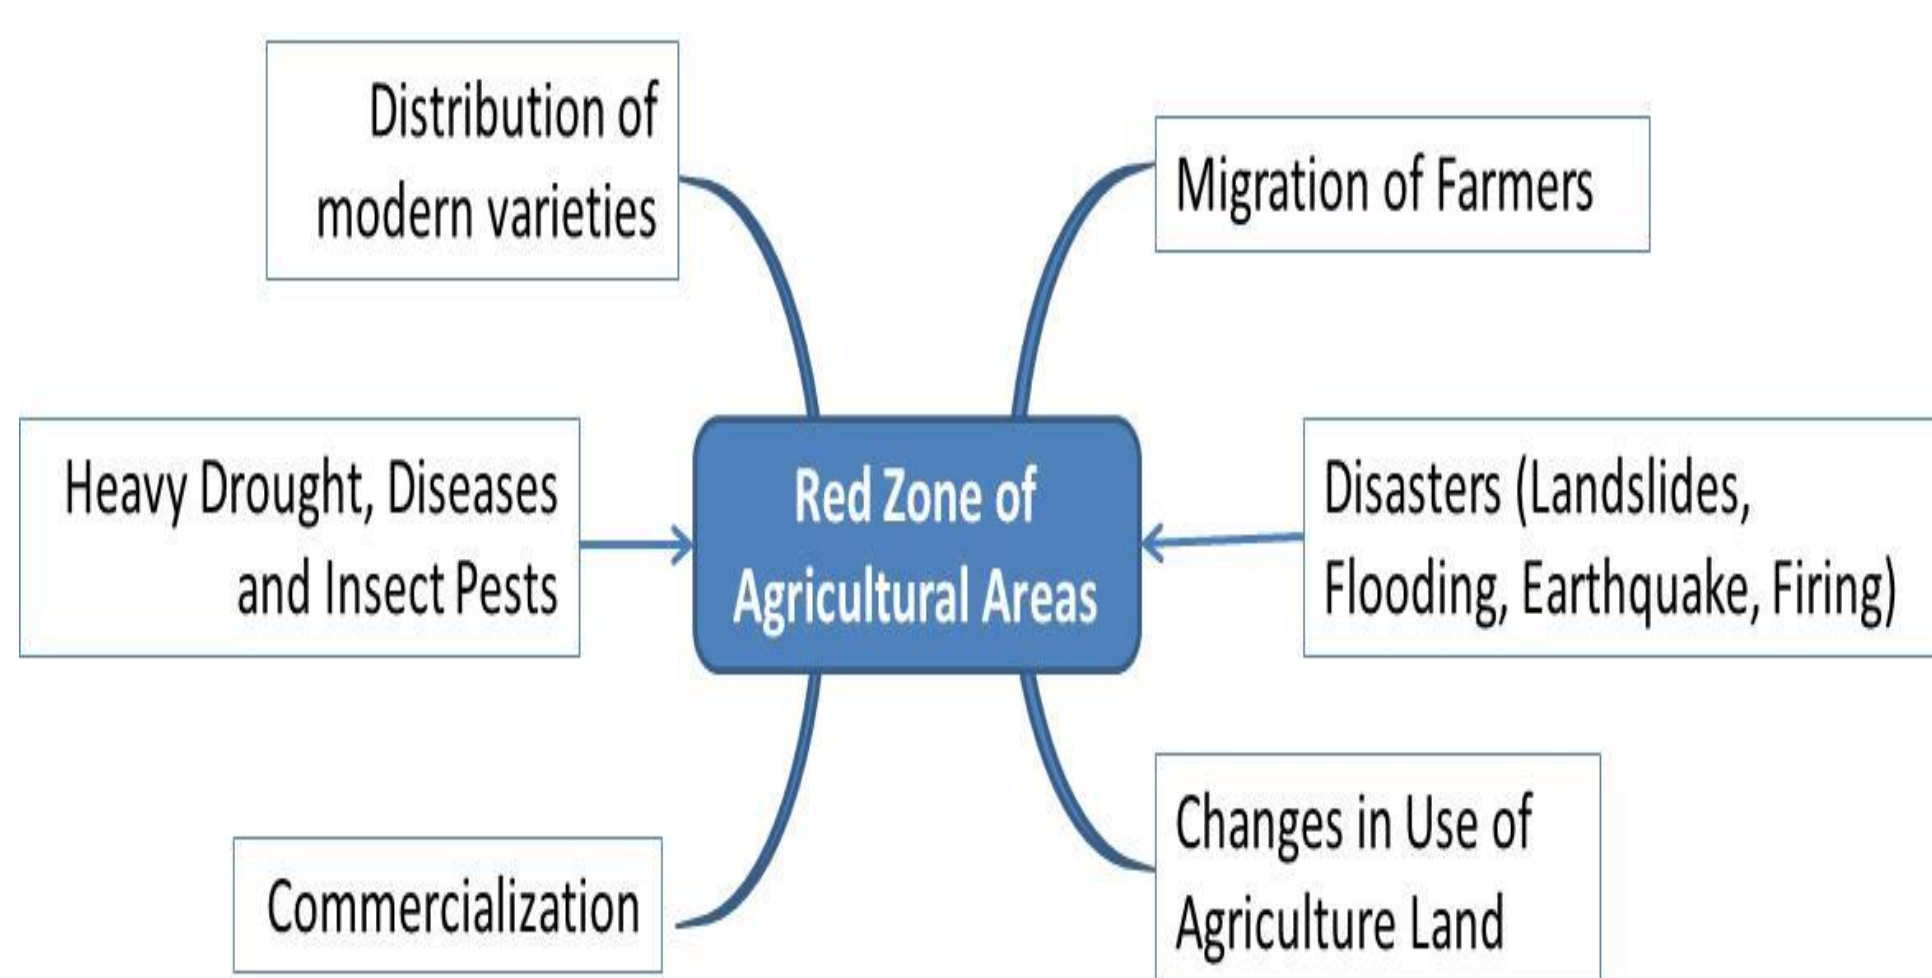 Distribution of
modern varieties
Migration of Farmers
Heavy Drought, Diseases
and Insect Pests
Red Zone of
Agricultural Areas
Disasters (Landslides,
Flooding, Earthquake, Firing)
Commercialization
Changes in Use of
Agriculture Land